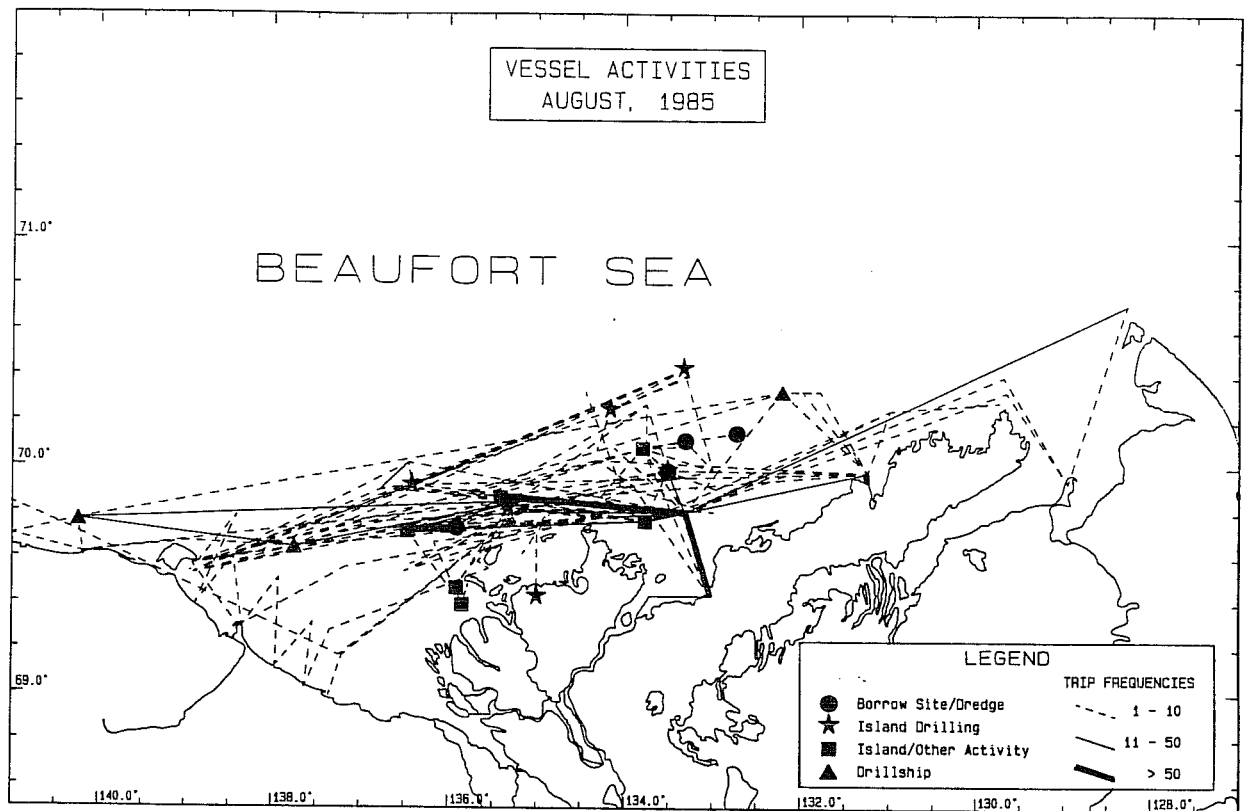 VESSEL ACTIVITIES
AUGUST, 1985
71.0°
BEAUFORT SEA
70.0°
69.0°
LEGEND
TRIP FREQUENCIES
Borrow Site/Dredge
1 - 10
Island Drilling
11 - 50
Island/Other Activity
> 50
Drillship
140.0° 138.0° 136.0° 134.0° 132.0° 130.0° 128.0°